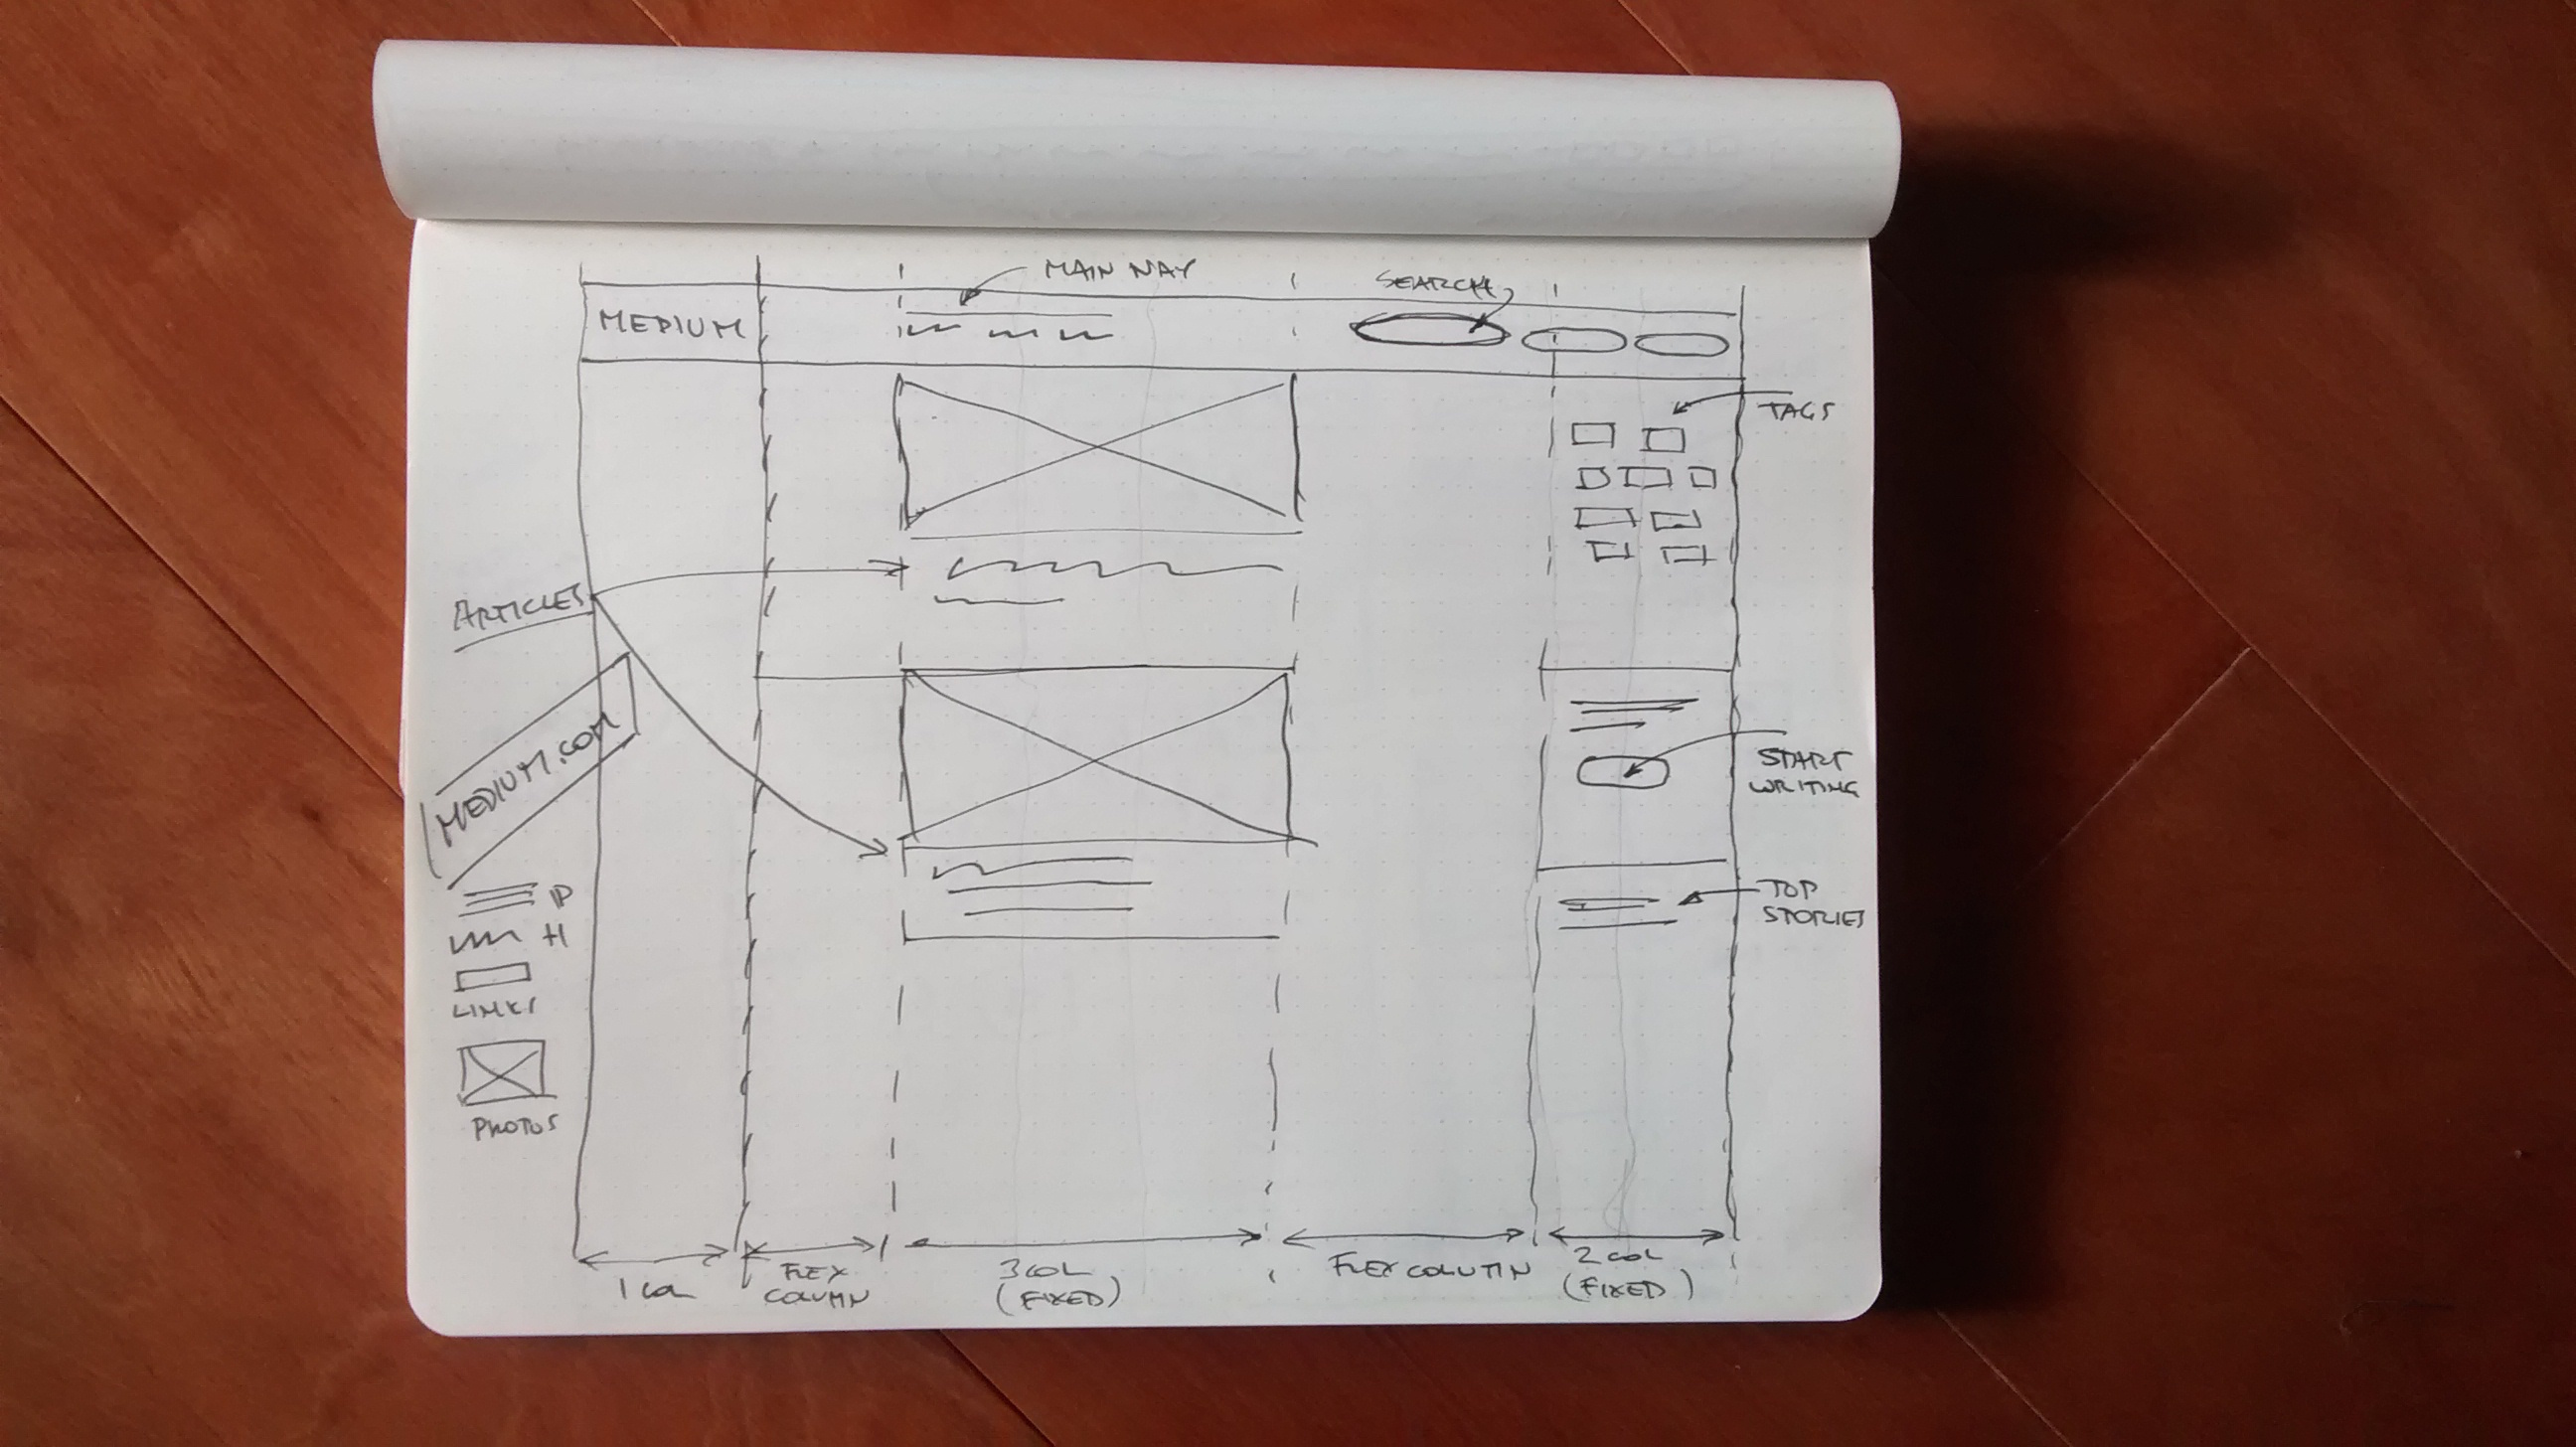 MAIN NAV
SEARCH
MEDIUM
TAGS
ARTICLES
MEDIUM.COM
START
WRITING
P
TOP
STORIES
H
LINKS
PHOTOS
1 COL
FLEX
COLUMN
3 COL
(FIXED)
FLEX COLUMN
2 COL
(FIXED)